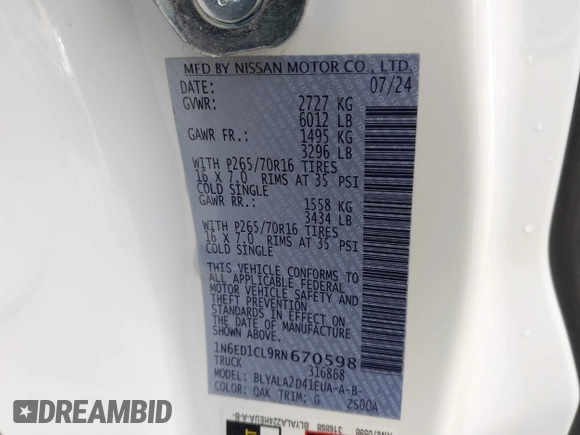 MFD BY NISSAN MOTOR CO., LTD.
DATE: 07/24
GVWR: 2727 KG
6012 LB
GAWR FR.: 1495 KG
3296 LB
WITH P265/70R16 TIRES
16 X 7.0 RIMS AT 35 PSI
COLD SINGLE
GAWR RR.: 1558 KG
3434 LB
WITH P265/70R16 TIRES
16 X 7.0 RIMS AT 35 PSI
COLD SINGLE
THIS VEHICLE CONFORMS TO
ALL APPLICABLE FEDERAL
MOTOR VEHICLE SAFETY AND
THEFT PREVENTION
STANDARDS IN EFFECT ON
THE DATE OF MANUFACTURE
SHOWN ABOVE.
1N6ED1CL9RN670598
TRUCK 316868
MODEL: BLYALA2D41EUA-A-B-
COLOR: QAK TRIM: G 2S00A
316868
DREAMBID
.COM